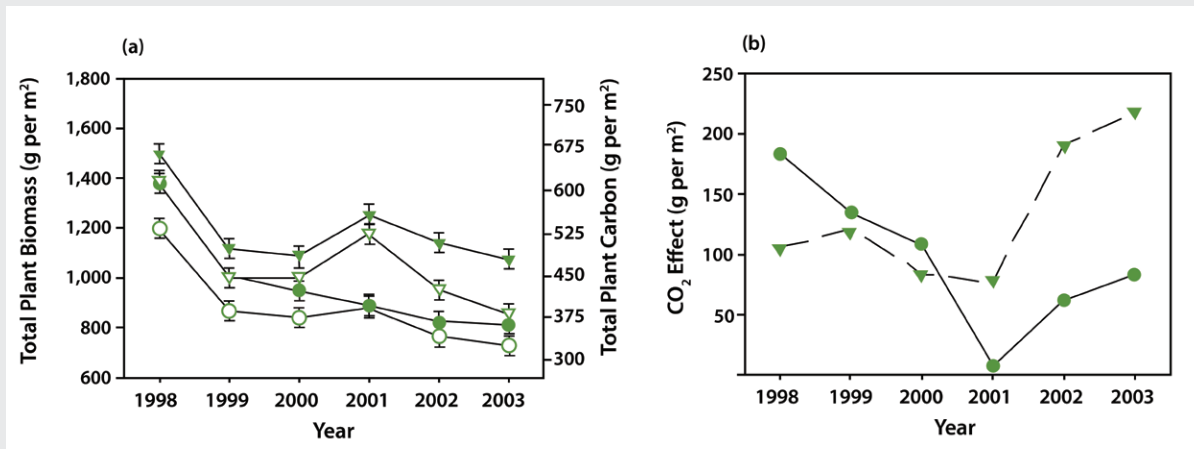 (a)
Total Plant Biomass (g per m²)
1,800
1,600
1,400
1,200
1,000
800
600
750
675
600
525
450
375
300
Total Plant Carbon (g per m²)
1998 1999 2000 2001 2002 2003
Year
(b)
CO₂ Effect (g per m²)
250
200
150
100
50
1998 1999 2000 2001 2002 2003
Year